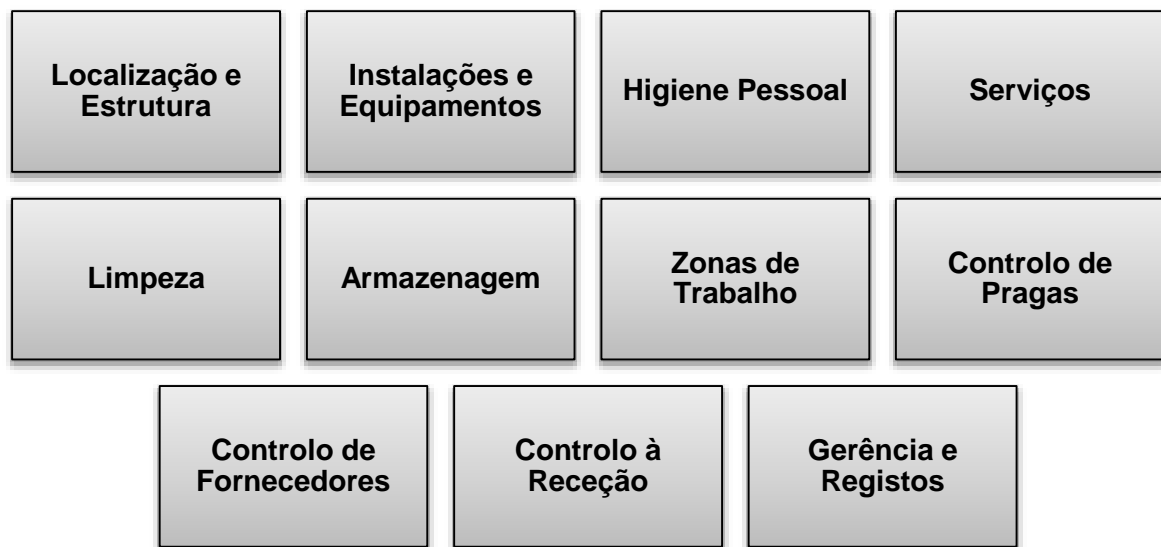 Localização e
Estrutura
Instalações e
Equipamentos
Higiene Pessoal
Serviços
Limpeza
Armazenagem
Zonas de
Trabalho
Controlo de
Pragas
Controlo de
Fornecedores
Controlo à
Receção
Gerência e
Registos